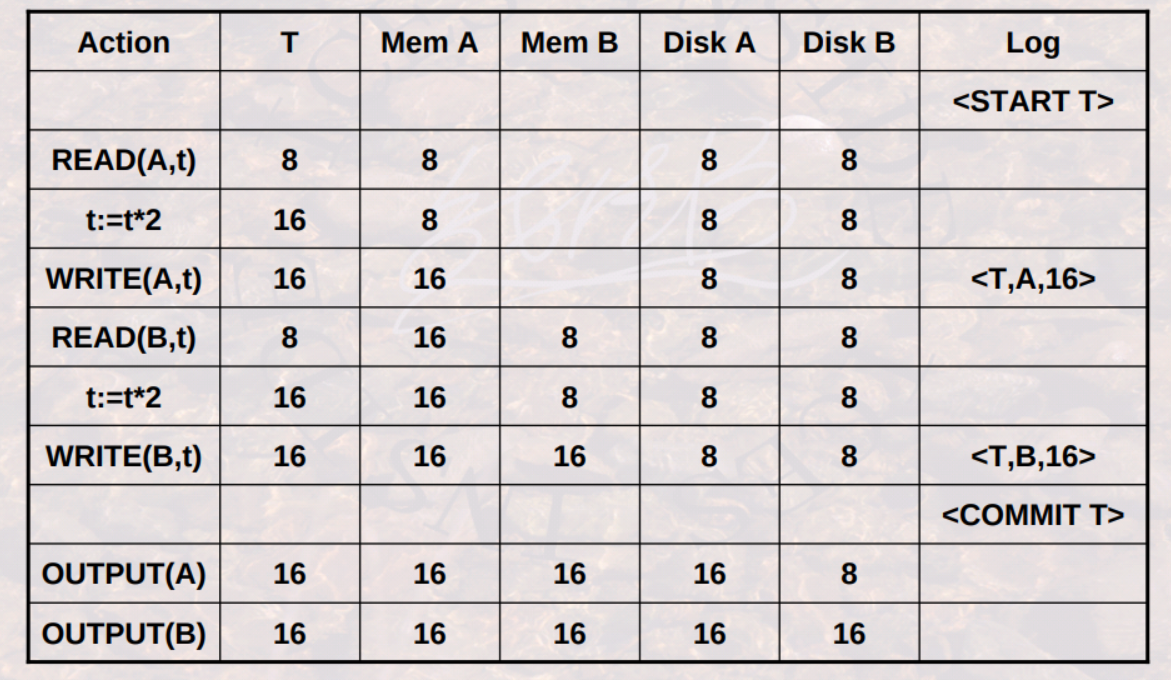 Action T Mem A Mem B Disk A Disk B Log
<START T>
READ(A,t) 8 8 8 8
t:=t*2 16 8 8 8
WRITE(A,t) 16 16 8 8 <T,A,16>
READ(B,t) 8 16 8 8 8
t:=t*2 16 16 8 8 8
WRITE(B,t) 16 16 16 8 8 <T,B,16>
<COMMIT T>
OUTPUT(A) 16 16 16 16 8
OUTPUT(B) 16 16 16 16 16